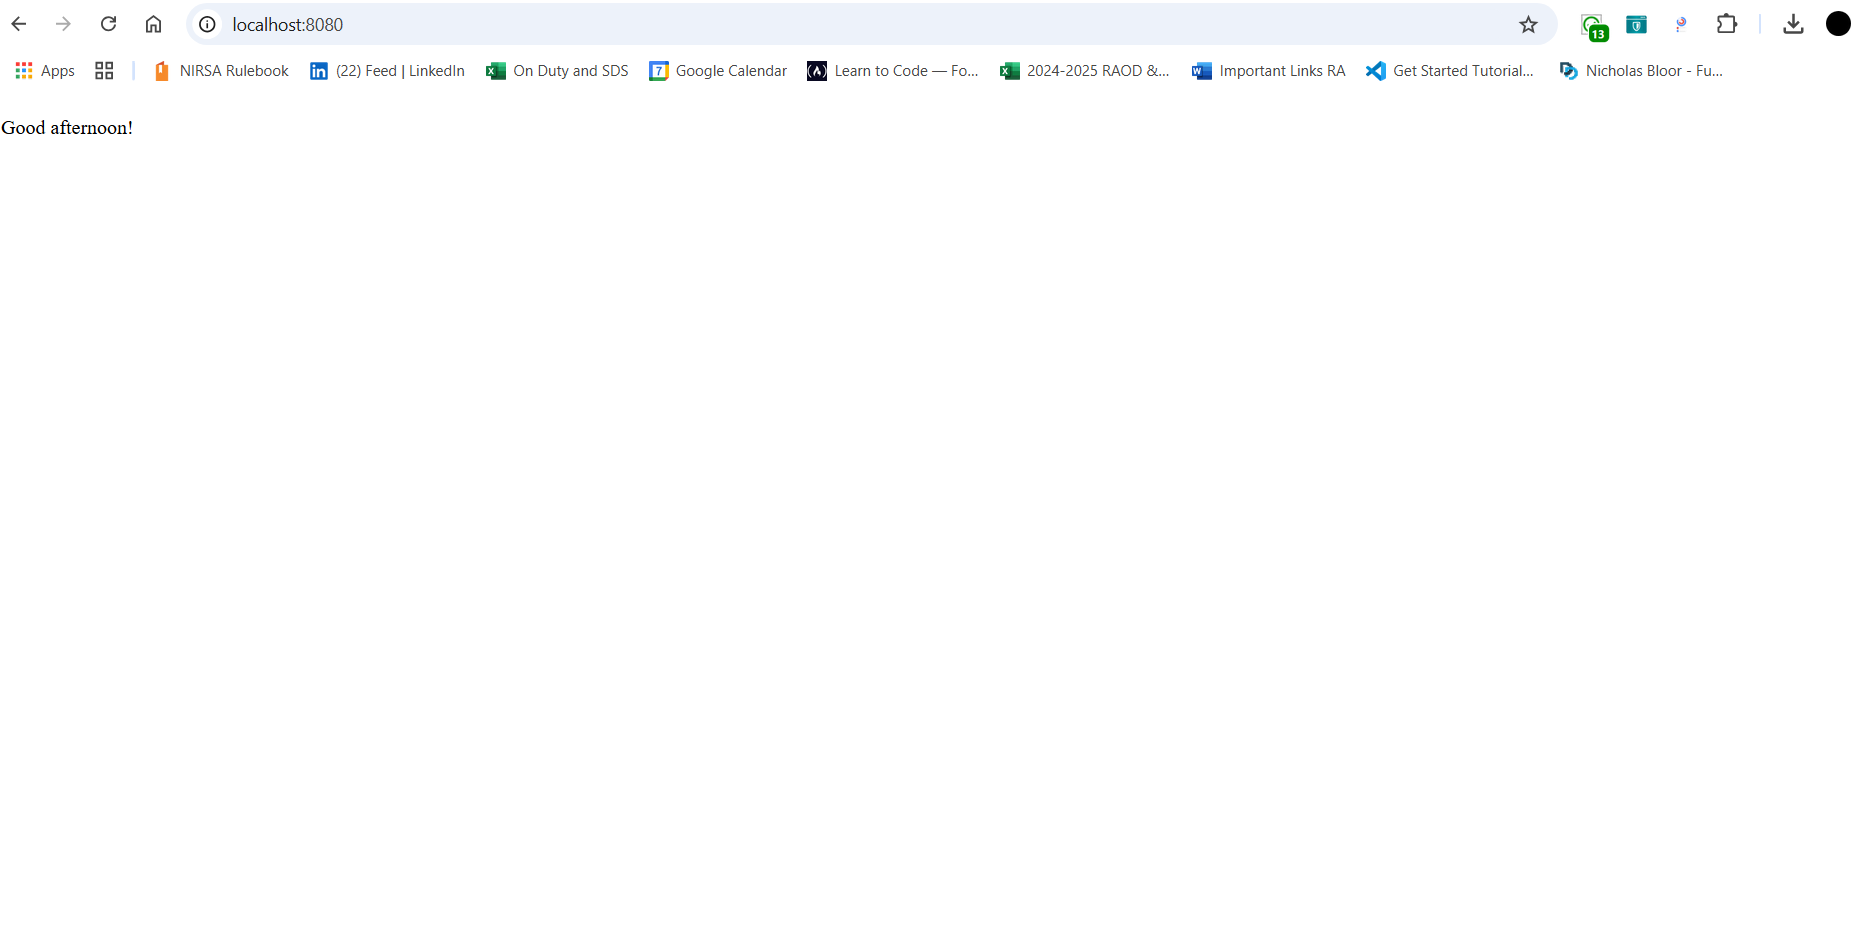 localhost:8080
13
Apps NIRSA Rulebook (22) Feed | LinkedIn On Duty and SDS 7 Google Calendar Learn to Code — Fo... 2024-2025 RAOD &... Important Links RA Get Started Tutorial... Nicholas Bloor - Fu...
Good afternoon!